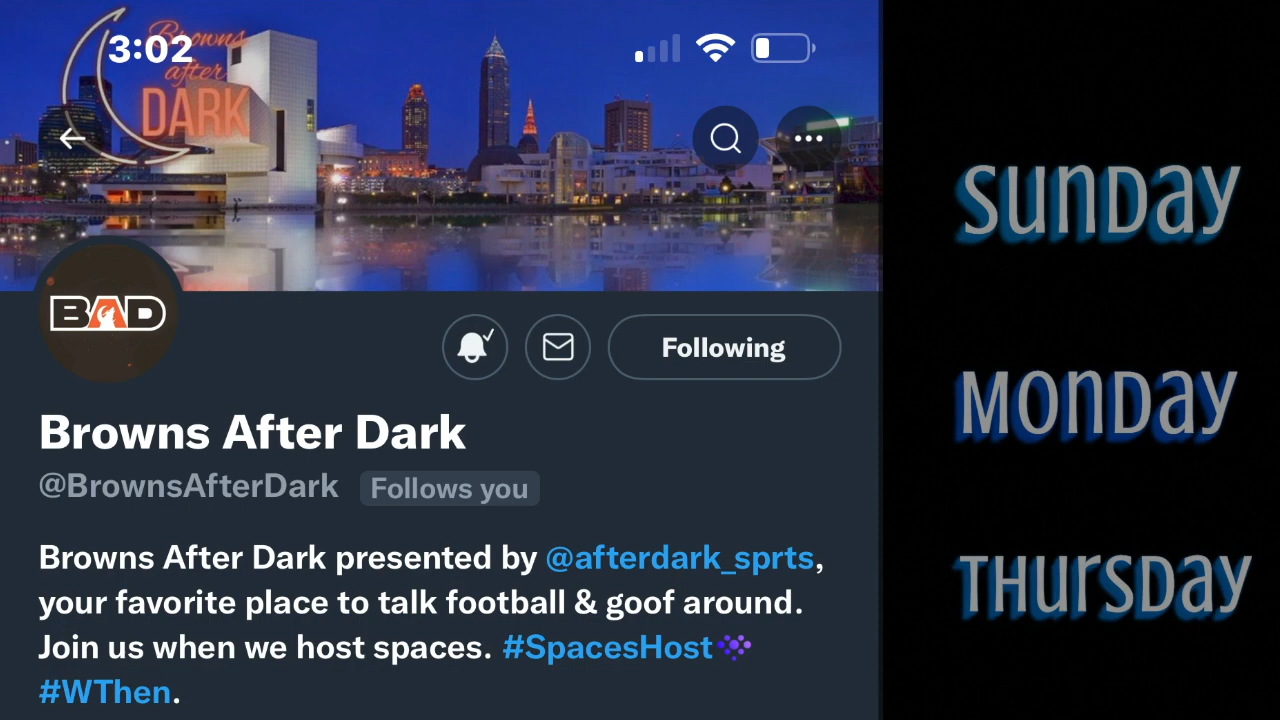 Browns
after
DARK
3:02
BAD
Following
Browns After Dark
@BrownsAfterDark Follows you
Browns After Dark presented by @afterdark_sprts,
your favorite place to talk football & goof around.
Join us when we host spaces. #SpacesHost
#WThen.
SUNDAY
MONDAY
THURSDAY